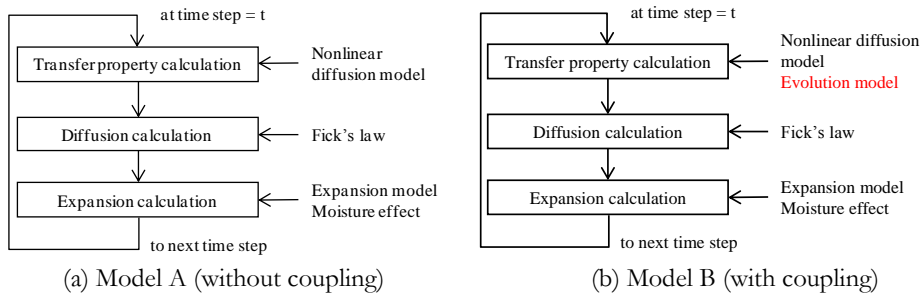 at time step = t
Transfer property calculation
Nonlinear
diffusion model
Diffusion calculation
Fick's law
Expansion calculation
Expansion model
Moisture effect
to next time step
(a) Model A (without coupling)
at time step = t
Transfer property calculation
Nonlinear diffusion
model
Evolution model
Diffusion calculation
Fick's law
Expansion calculation
Expansion model
Moisture effect
to next time step
(b) Model B (with coupling)